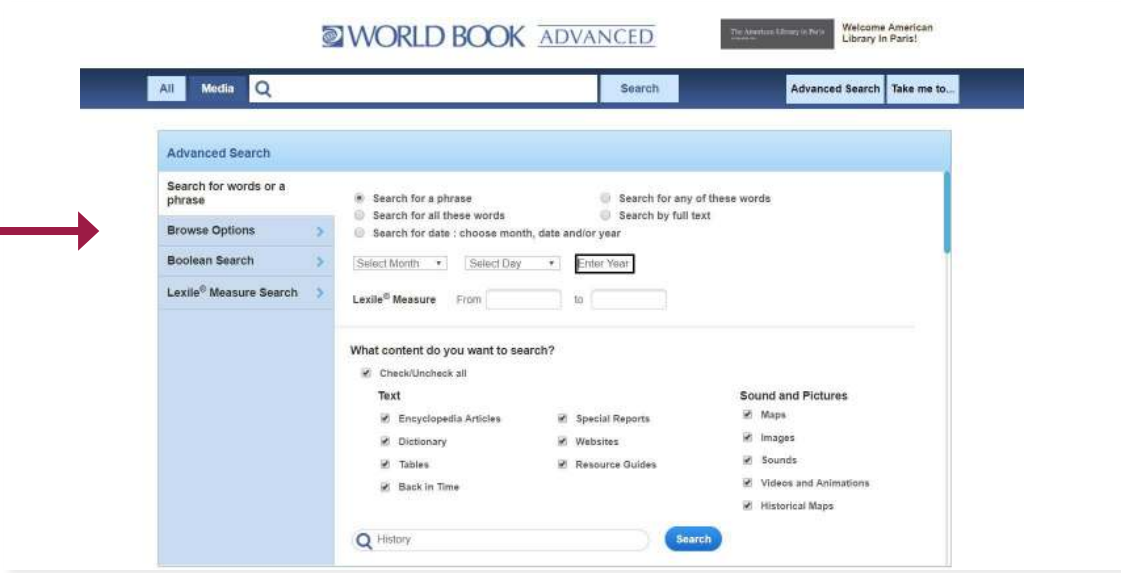 WORLD BOOK ADVANCED
The American Library in Paris
Welcome American
Library In Paris!
All Media Search Advanced Search Take me to...
Advanced Search
Search for words or a
phrase
Browse Options
Boolean Search
Lexile® Measure Search
Search for a phrase Search for any of these words
Search for all these words Search by full text
Search for date : choose month, date and/or year
Select Month Select Day Enter Year
Lexile® Measure From to
What content do you want to search?
Check/Uncheck all
Text Sound and Pictures
Encyclopedia Articles Special Reports Maps
Dictionary Websites Images
Tables Resource Guides Sounds
Back in Time Videos and Animations
Historical Maps
History Search